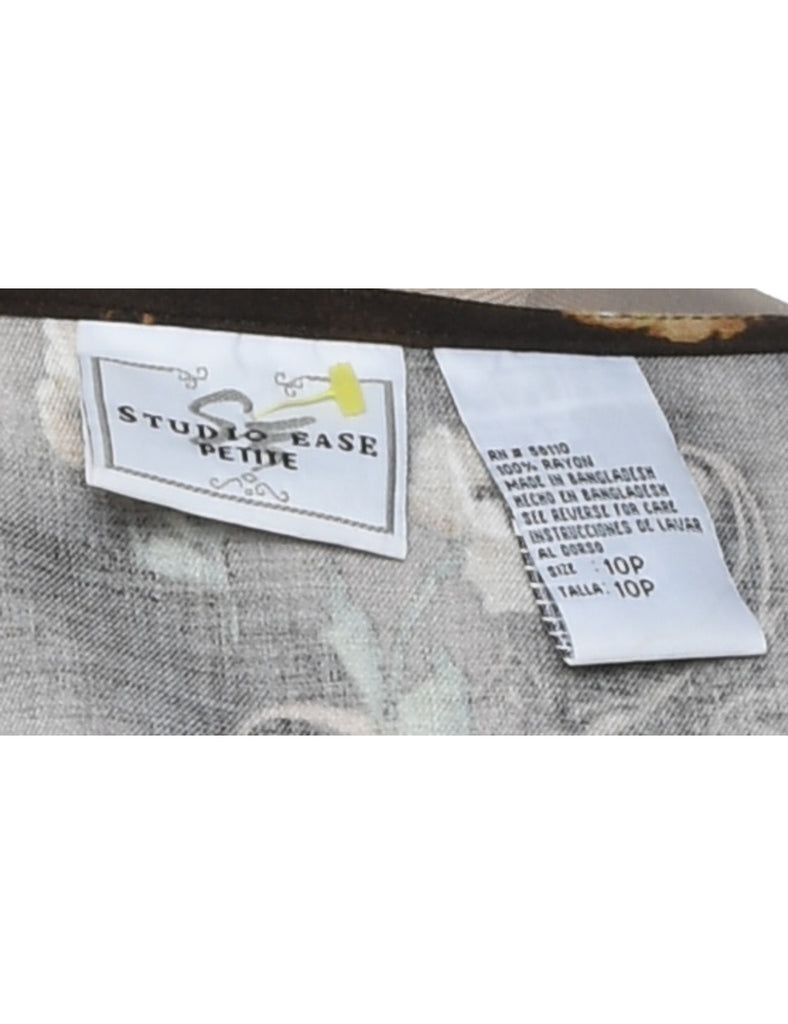 STUDIO EASE
PETITE
RN # 56110
100% RAYON
MADE IN BANGLADESH
HECHO EN BANGLADESH
SEE REVERSE FOR CARE
INSTRUCCIONES DE LAVAR
AL DORSO
SIZE : 10P
TALLA: 10P